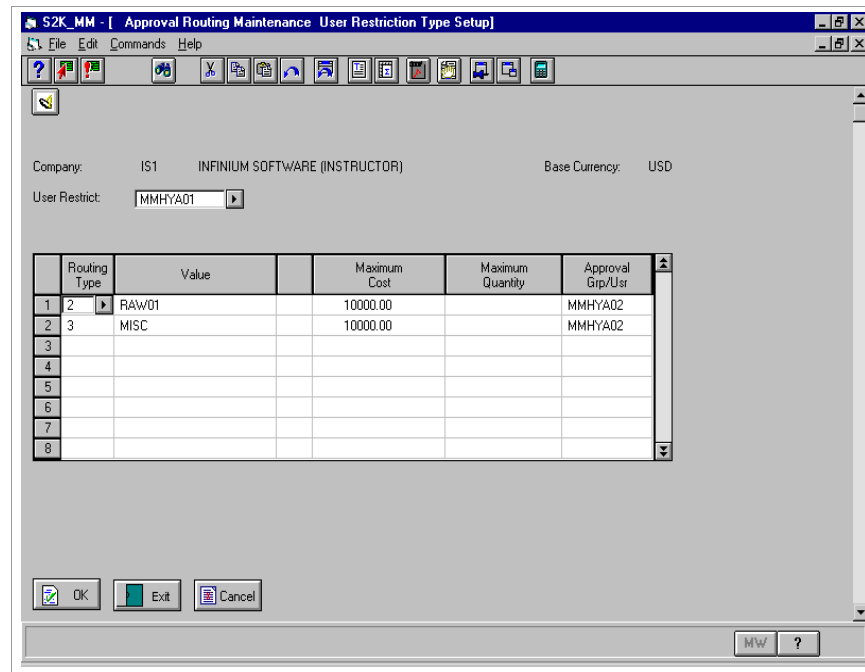 S2K_MM - [ Approval Routing Maintenance User Restriction Type Setup]
File Edit Commands Help
Company: IS1 INFINIUM SOFTWARE (INSTRUCTOR) Base Currency: USD
User Restrict: MMHYA01
Routing Type Value Maximum Cost Maximum Quantity Approval Grp/Usr
1 2 RAW01 10000.00 MMHYA02
2 3 MISC 10000.00 MMHYA02
3
4
5
6
7
8
OK Exit Cancel
MW ?